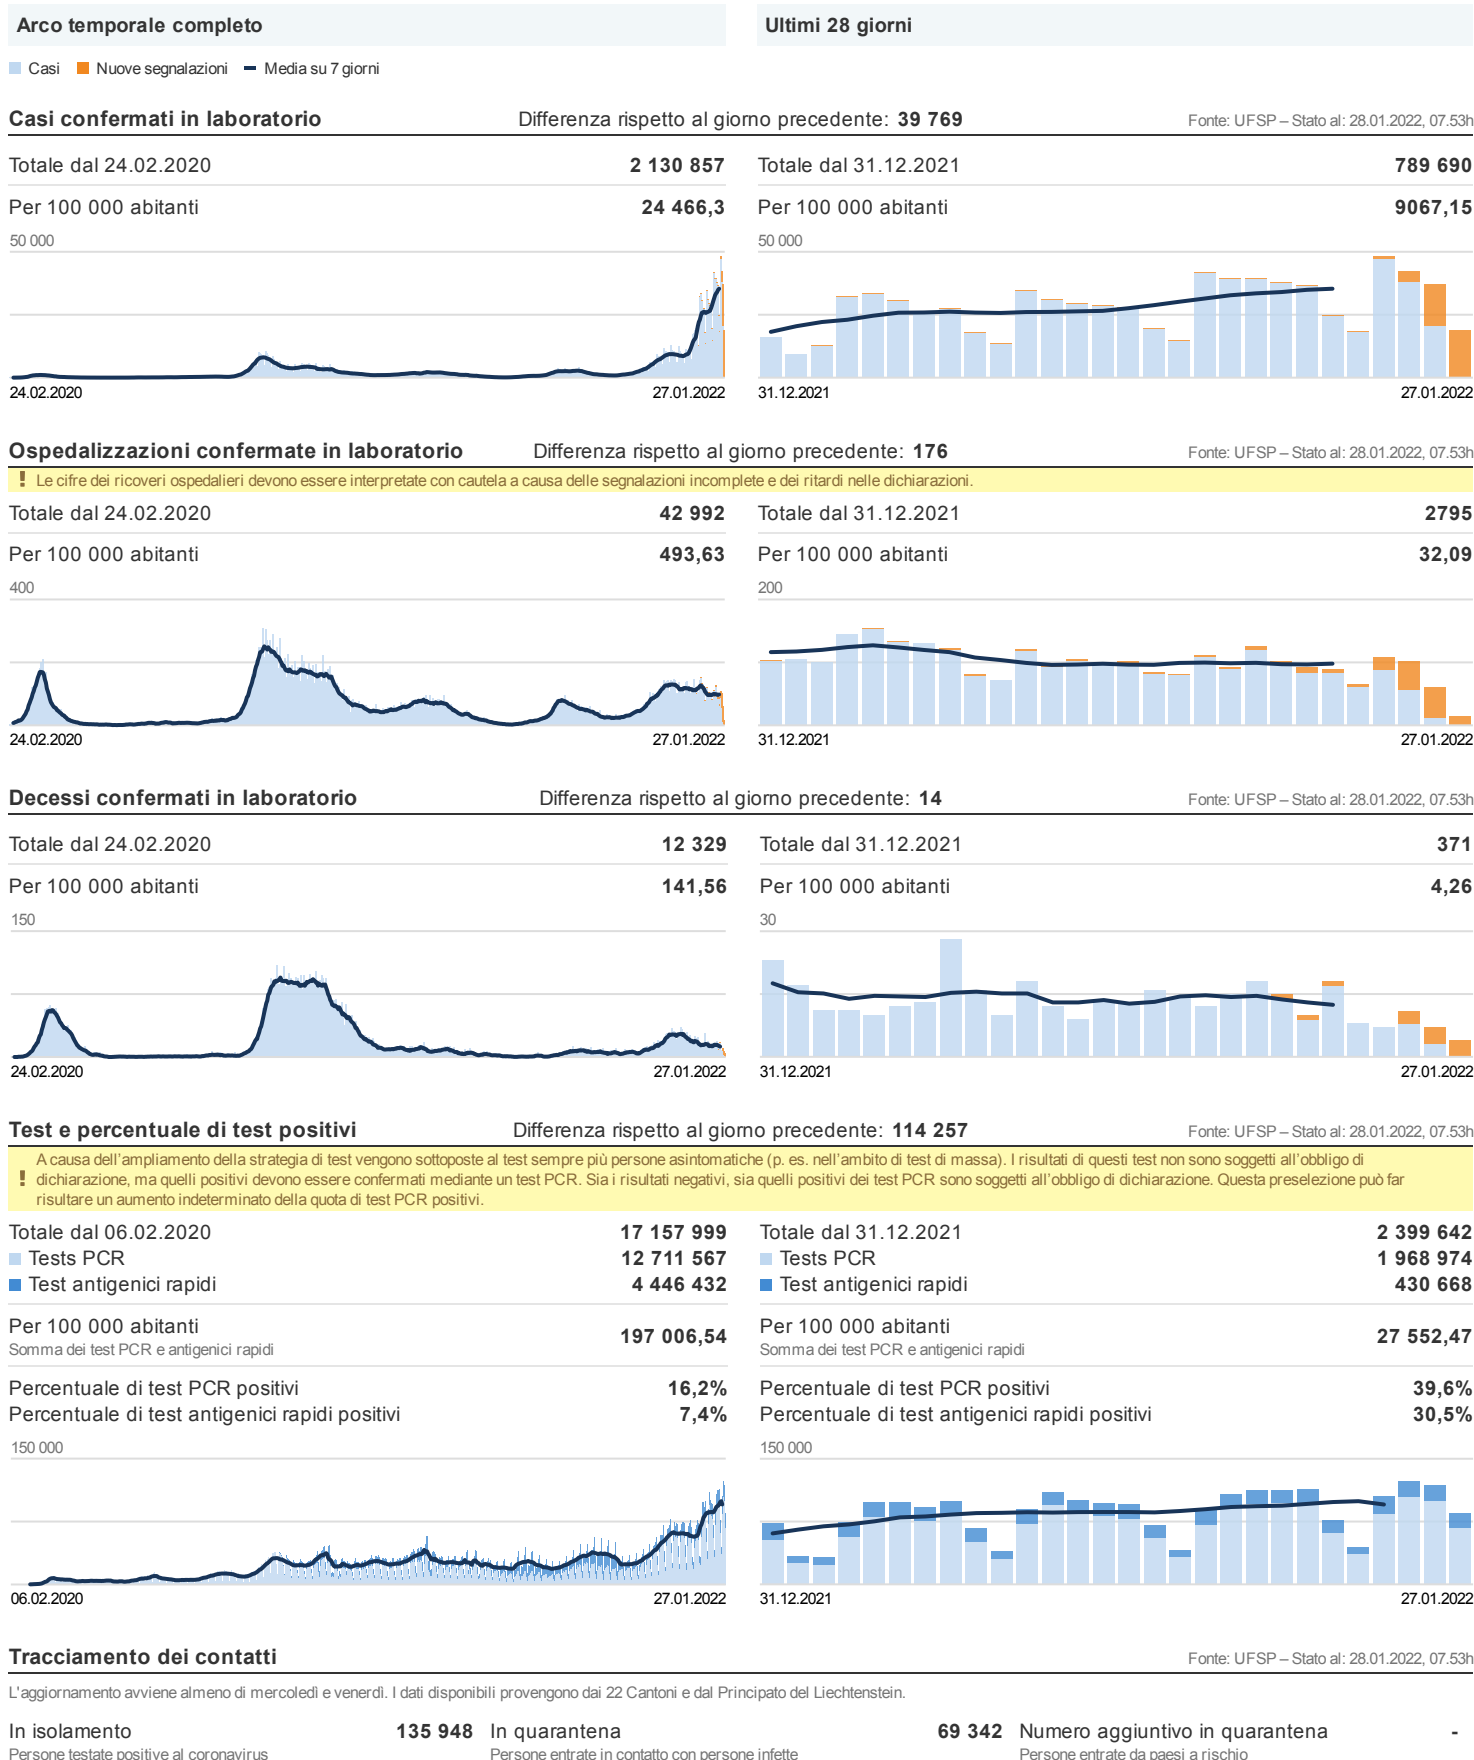 Arco temporale completo
Ultimi 28 giorni
Casi Nuove segnalazioni Media su 7 giorni
Casi confermati in laboratorio Differenza rispetto al giorno precedente: 39 769 Fonte: UFSP – Stato al: 28.01.2022, 07.53h
Totale dal 24.02.2020 2 130 857
Per 100 000 abitanti 24 466,3
50 000
24.02.2020 27.01.2022
Totale dal 31.12.2021 789 690
Per 100 000 abitanti 9067,15
50 000
31.12.2021 27.01.2022
Ospedalizzazioni confermate in laboratorio Differenza rispetto al giorno precedente: 176 Fonte: UFSP – Stato al: 28.01.2022, 07.53h
! Le cifre dei ricoveri ospedalieri devono essere interpretate con cautela a causa delle segnalazioni incomplete e dei ritardi nelle dichiarazioni.
Totale dal 24.02.2020 42 992
Per 100 000 abitanti 493,63
400
24.02.2020 27.01.2022
Totale dal 31.12.2021 2795
Per 100 000 abitanti 32,09
200
31.12.2021 27.01.2022
Decessi confermati in laboratorio Differenza rispetto al giorno precedente: 14 Fonte: UFSP – Stato al: 28.01.2022, 07.53h
Totale dal 24.02.2020 12 329
Per 100 000 abitanti 141,56
150
24.02.2020 27.01.2022
Totale dal 31.12.2021 371
Per 100 000 abitanti 4,26
30
31.12.2021 27.01.2022
Test e percentuale di test positivi Differenza rispetto al giorno precedente: 114 257 Fonte: UFSP – Stato al: 28.01.2022, 07.53h
A causa dell'ampliamento della strategia di test vengono sottoposte al test sempre più persone asintomatiche (p. es. nell'ambito di test di massa). I risultati di questi test non sono soggetti all'obbligo di
! dichiarazione, ma quelli positivi devono essere confermati mediante un test PCR. Sia i risultati negativi, sia quelli positivi dei test PCR sono soggetti all'obbligo di dichiarazione. Questa preselezione può far
risultare un aumento indeterminato della quota di test PCR positivi.
Totale dal 06.02.2020 17 157 999
Tests PCR 12 711 567
Test antigenici rapidi 4 446 432
Per 100 000 abitanti 197 006,54
Somma dei test PCR e antigenici rapidi
Percentuale di test PCR positivi 16,2%
Percentuale di test antigenici rapidi positivi 7,4%
150 000
06.02.2020 27.01.2022
Totale dal 31.12.2021 2 399 642
Tests PCR 1 968 974
Test antigenici rapidi 430 668
Per 100 000 abitanti 27 552,47
Somma dei test PCR e antigenici rapidi
Percentuale di test PCR positivi 39,6%
Percentuale di test antigenici rapidi positivi 30,5%
150 000
31.12.2021 27.01.2022
Tracciamento dei contatti Fonte: UFSP – Stato al: 28.01.2022, 07.53h
L'aggiornamento avviene almeno di mercoledì e venerdì. I dati disponibili provengono dai 22 Cantoni e dal Principato del Liechtenstein.
In isolamento 135 948
Persone testate positive al coronavirus
In quarantena 69 342
Persone entrate in contatto con persone infette
Numero aggiuntivo in quarantena -
Persone entrate da paesi a rischio